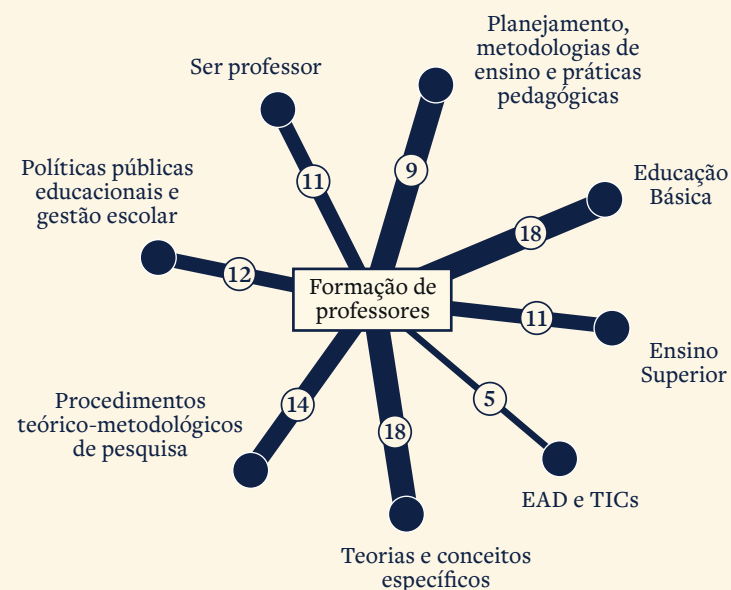 Planejamento,
metodologias de
ensino e práticas
pedagógicas
Ser professor
9
11
Educação
Básica
Políticas públicas
educacionais e
gestão escolar
18
12
Formação de
professores
11
Ensino
Superior
Procedimentos
teórico-metodológicos
de pesquisa
14
18
5
EAD e TICs
Teorias e conceitos
específicos